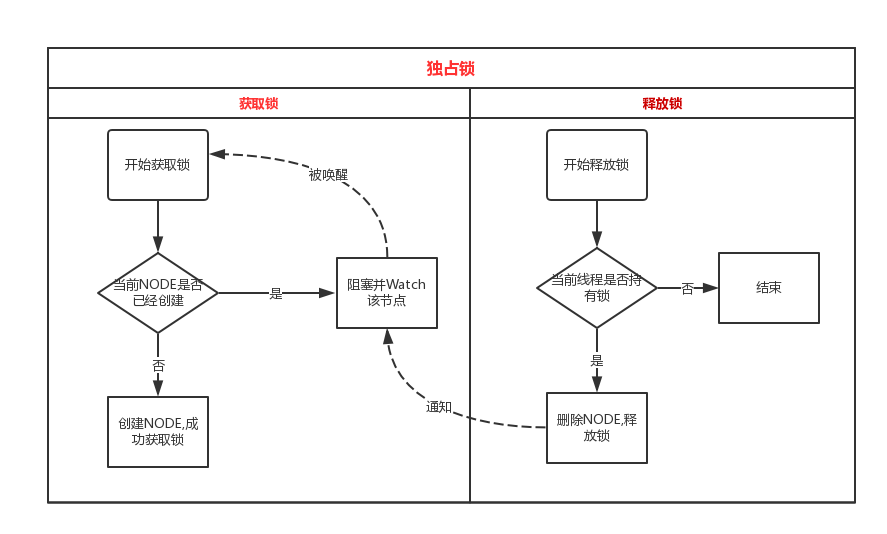 独占锁
获取锁
释放锁
开始获取锁
被唤醒
当前NODE是否
已经创建
是
阻塞并Watch
该节点
否
创建NODE,成
功获取锁
通知
开始释放锁
当前线程是否持
有锁
否
结束
是
删除NODE,释
放锁